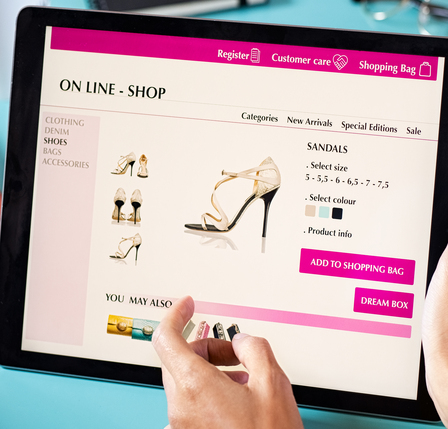 Register
Customer care
Shopping Bag
ON LINE - SHOP
Categories
New Arrivals
Special Editions
Sale
CLOTHING
DENIM
SHOES
BAGS
ACCESSORIES
SANDALS
. Select size
5 - 5,5 - 6 - 6,5 - 7 - 7,5
. Select colour
. Product info
ADD TO SHOPPING BAG
DREAM BOX
YOU MAY ALSO